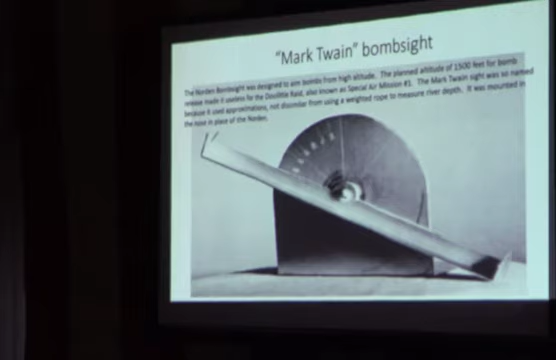 "Mark Twain" bombsight
The Norden Bombsight was designed to aim bombs from high altitude. The planned altitude of 1500 feet for bomb
release made it useless for the Doolittle Raid, also known as Special Air Mission #1. The Mark Twain sight was so named
because it used approximations, not dissimilar from using a weighted rope to measure river depth. It was mounted in
the nose in place of the Norden.